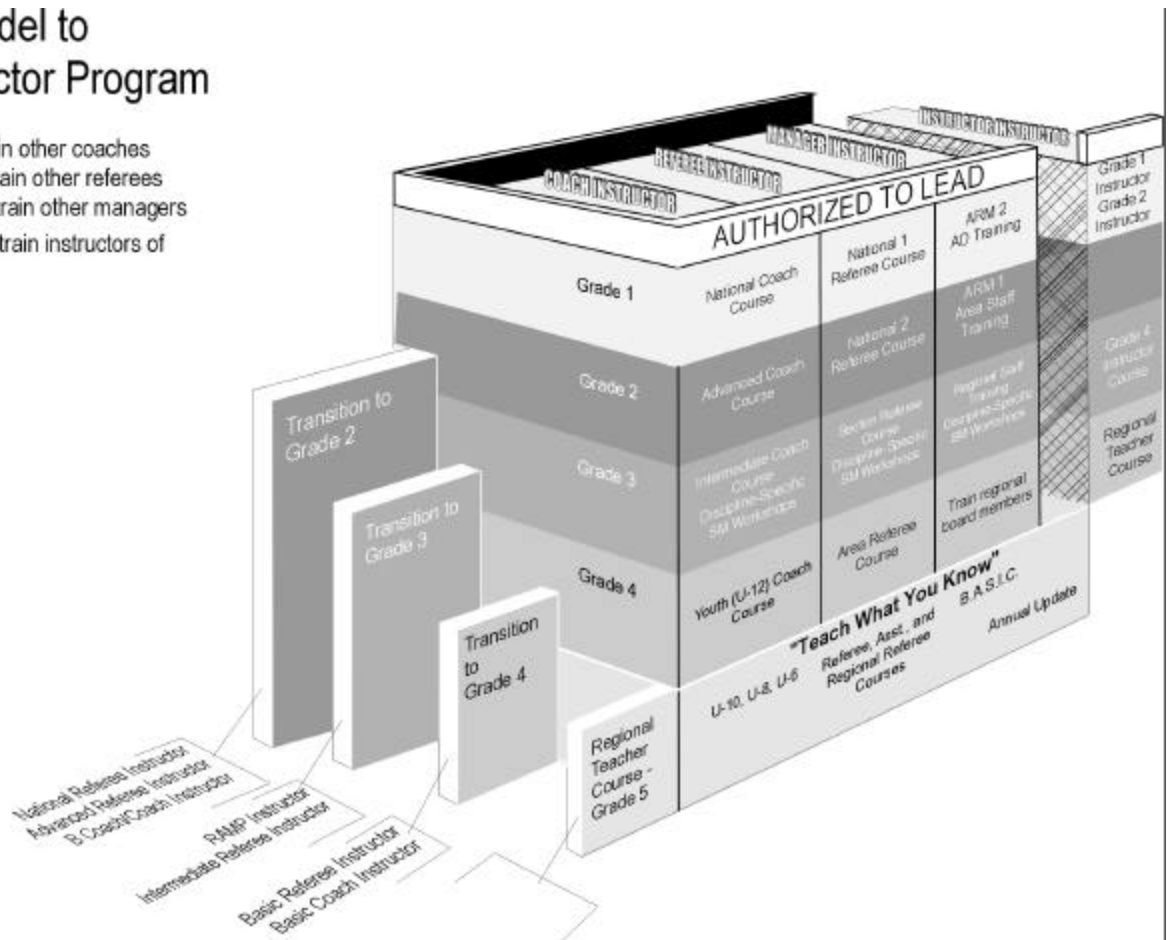 del to
ctor Program
in other coaches
ain other referees
train other managers
train instructors of
COACH INSTRUCTOR
REFEREE INSTRUCTOR
MANAGER INSTRUCTOR
INSTRUCTOR INSTRUCTOR
AUTHORIZED TO LEAD
Grade 1
National Coach
Course
National 1
Referee Course
ARM 2
AD Training
Grade 1
Instructor
Grade 2
Instructor
Grade 2
Advanced Coach
Course
National 2
Referee Course
ARM 1
Area Staff
Training
Grade 3
Intermediate Coach
Course
Discipline-Specific
SM Workshops
Section Referee
Course
Discipline-Specific
SM Workshops
Regional Staff
Training
Discipline-Specific
SM Workshops
Grade 4
Instructor
Course
Grade 4
Youth (U-12) Coach
Course
Area Referee
Course
Train regional
board members
Regional
Teacher
Course
"Teach What You Know"
U-10, U-8, U-6
Referee, Asst., and
Regional Referee
Courses
B.A.S.I.C.
Annual Update
Transition to
Grade 2
Transition to
Grade 3
Transition
to
Grade 4
Regional
Teacher
Course -
Grade 5
National Referee Instructor
Advanced Referee Instructor
B Coach/Coach Instructor
RAMP Instructor
Intermediate Referee Instructor
Basic Referee Instructor
Basic Coach Instructor